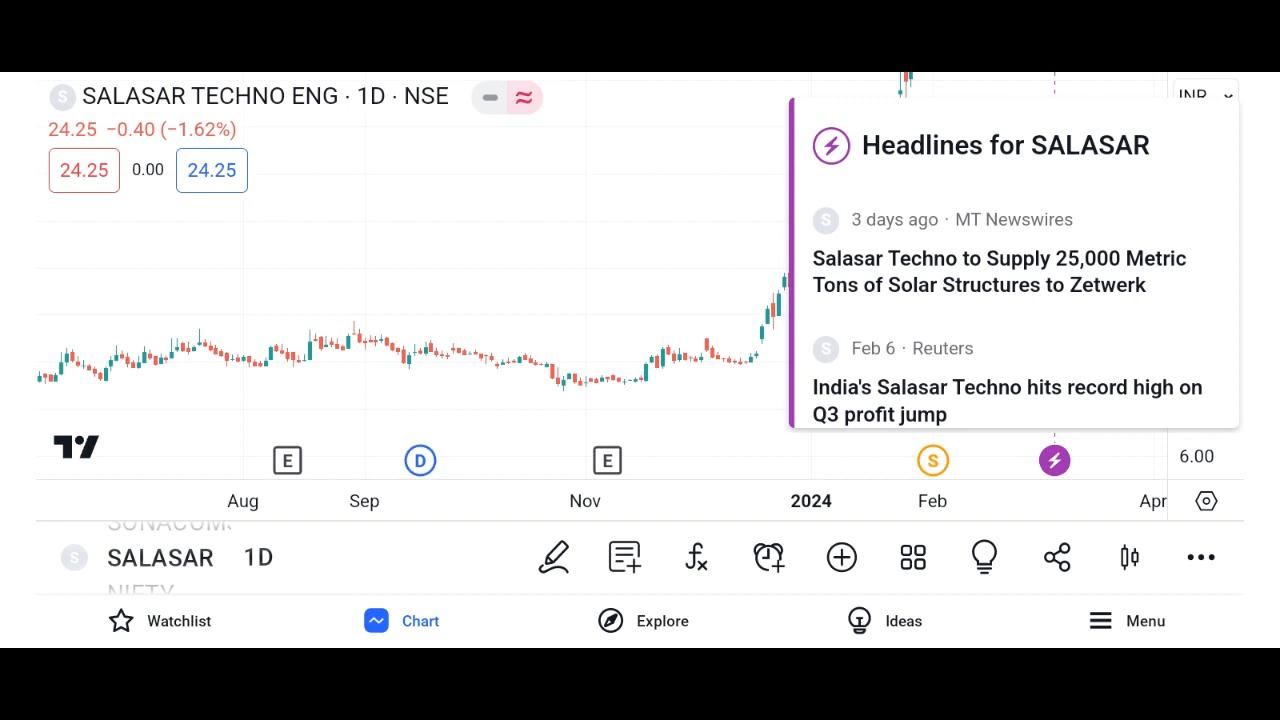 S SALASAR TECHNO ENG · 1D · NSE
24.25 −0.40 (−1.62%)
24.25 0.00 24.25
INR
Headlines for SALASAR
S 3 days ago · MT Newswires
Salasar Techno to Supply 25,000 Metric
Tons of Solar Structures to Zetwerk
S Feb 6 · Reuters
India's Salasar Techno hits record high on
Q3 profit jump
E D E S
6.00
Aug Sep Nov 2024 Feb Apr
S SALASAR 1D
NIFTY
Watchlist Chart Explore Ideas Menu